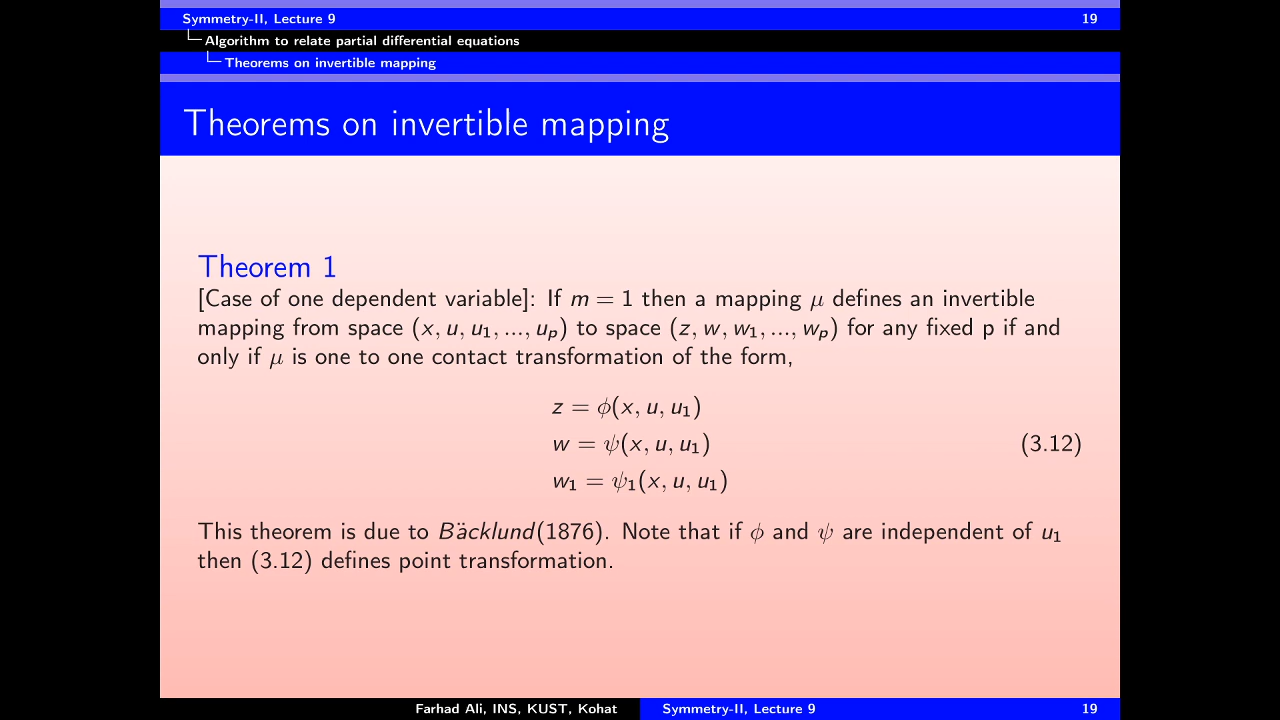 Symmetry-II, Lecture 9 19
Algorithm to relate partial differential equations
Theorems on invertible mapping
Theorems on invertible mapping
Theorem 1
[Case of one dependent variable]: If m = 1 then a mapping μ defines an invertible
mapping from space (x, u, u₁, ..., uₚ) to space (z, w, w₁, ..., wₚ) for any fixed p if and
only if μ is one to one contact transformation of the form,
z = ϕ(x, u, u₁)
w = ψ(x, u, u₁) (3.12)
w₁ = ψ₁(x, u, u₁)
This theorem is due to Bäcklund(1876). Note that if ϕ and ψ are independent of u₁
then (3.12) defines point transformation.
Farhad Ali, INS, KUST, Kohat Symmetry-II, Lecture 9 19